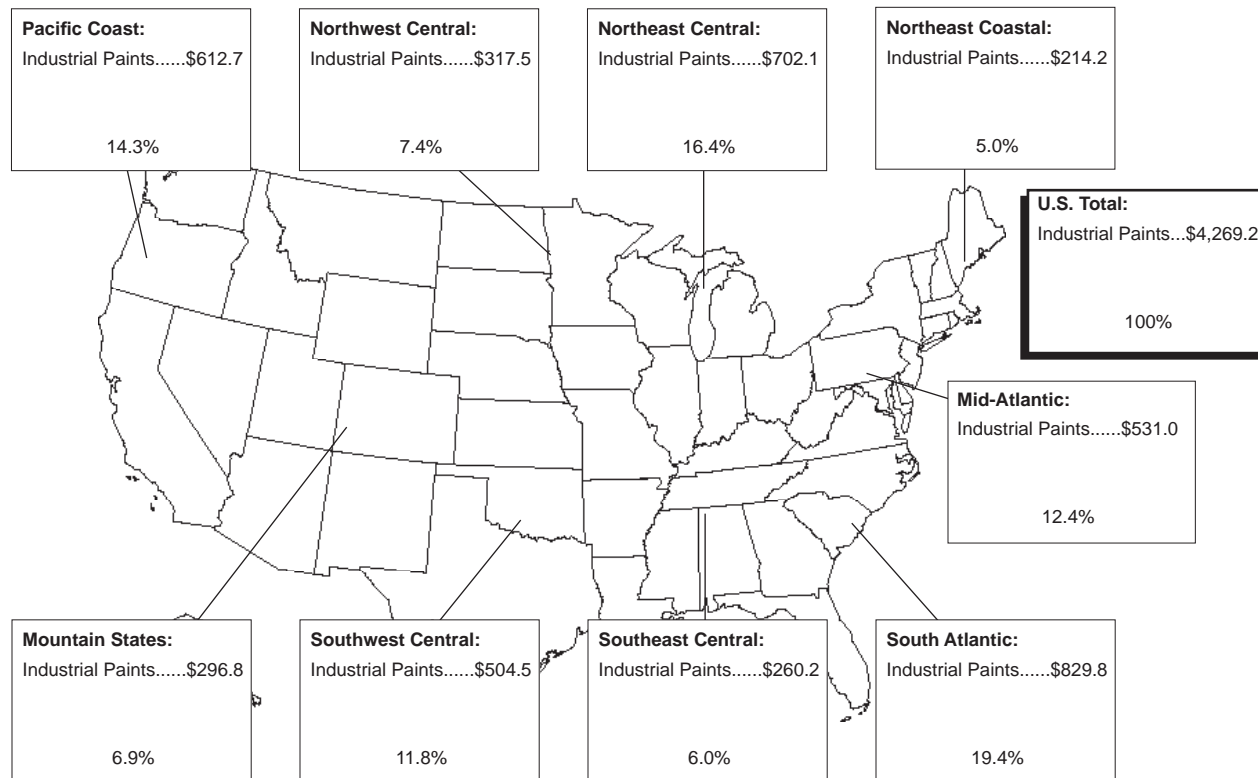 Pacific Coast:
Industrial Paints......$612.7
14.3%
Northwest Central:
Industrial Paints......$317.5
7.4%
Northeast Central:
Industrial Paints......$702.1
16.4%
Northeast Coastal:
Industrial Paints......$214.2
5.0%
U.S. Total:
Industrial Paints...$4,269.2
100%
Mid-Atlantic:
Industrial Paints......$531.0
12.4%
Mountain States:
Industrial Paints......$296.8
6.9%
Southwest Central:
Industrial Paints......$504.5
11.8%
Southeast Central:
Industrial Paints......$260.2
6.0%
South Atlantic:
Industrial Paints......$829.8
19.4%